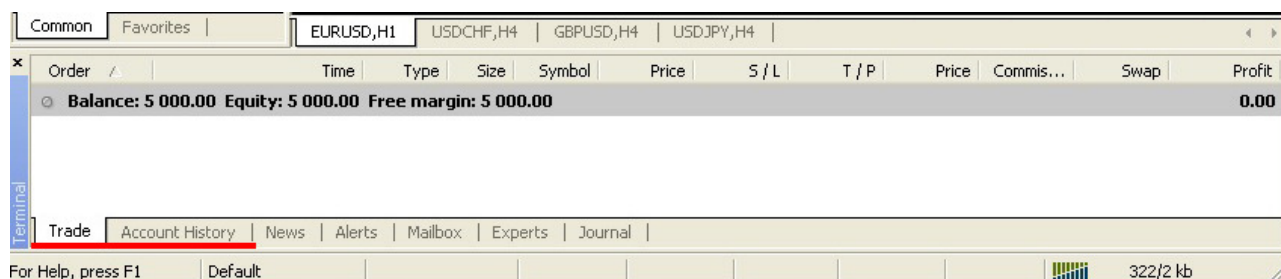 Common Favorites EURUSD,H1 USDCHF,H4 GBPUSD,H4 USDJPY,H4
Order Time Type Size Symbol Price S / L T / P Price Commis... Swap Profit
Balance: 5 000.00 Equity: 5 000.00 Free margin: 5 000.00 0.00
Terminal
Trade Account History News Alerts Mailbox Experts Journal
For Help, press F1 Default 322/2 kb